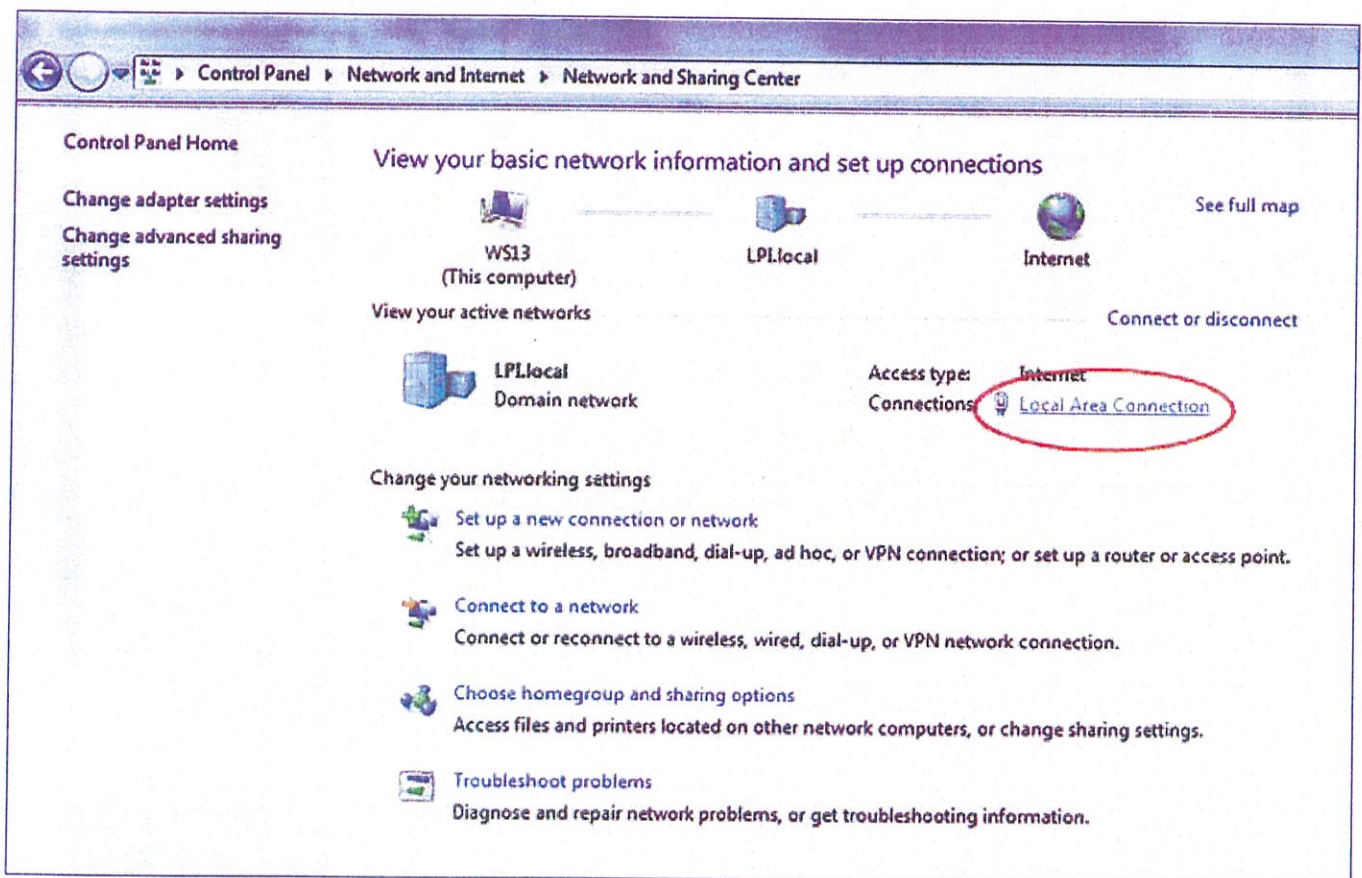 Control Panel Network and Internet Network and Sharing Center
Control Panel Home
Change adapter settings
Change advanced sharing
settings
View your basic network information and set up connections
See full map
WS13
(This computer)
LPI.local
Internet
View your active networks
Connect or disconnect
LPI.local
Domain network
Access type: Internet
Connections: Local Area Connection
Change your networking settings
Set up a new connection or network
Set up a wireless, broadband, dial-up, ad hoc, or VPN connection; or set up a router or access point.
Connect to a network
Connect or reconnect to a wireless, wired, dial-up, or VPN network connection.
Choose homegroup and sharing options
Access files and printers located on other network computers, or change sharing settings.
Troubleshoot problems
Diagnose and repair network problems, or get troubleshooting information.